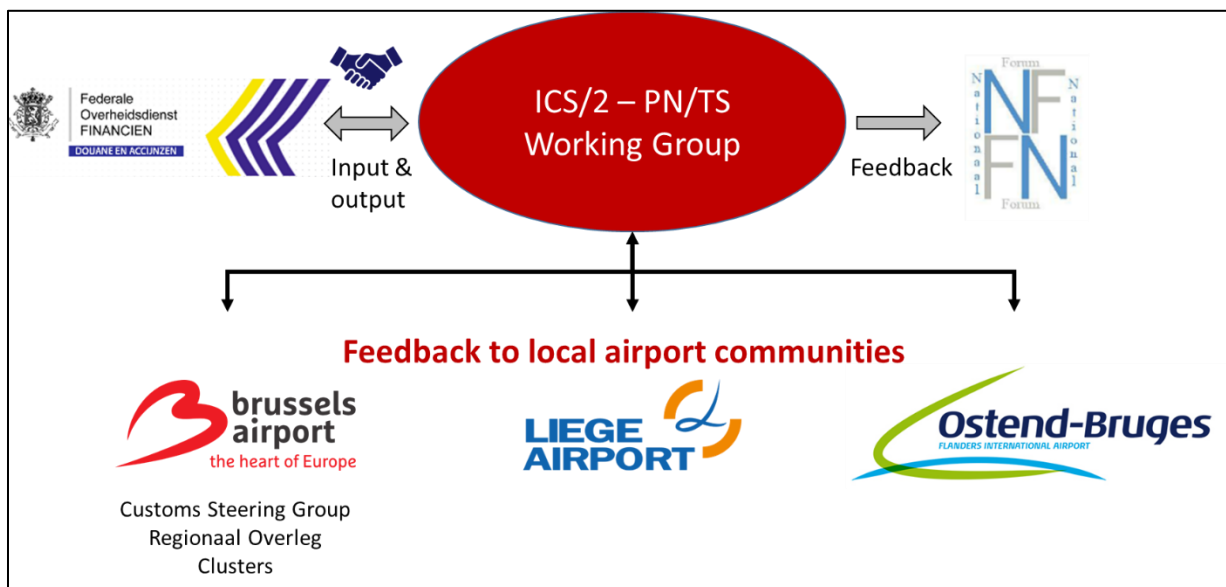 Federale
Overheidsdienst
FINANCIEN
DOUANE EN ACCIJNZEN
Input &
output
ICS/2 – PN/TS
Working Group
Feedback
Forum
Nationaal
NF
FN
National
Forum
Feedback to local airport communities
brussels
airport
the heart of Europe
Customs Steering Group
Regionaal Overleg
Clusters
LIEGE
AIRPORT
Ostend-Bruges
FLANDERS INTERNATIONAL AIRPORT